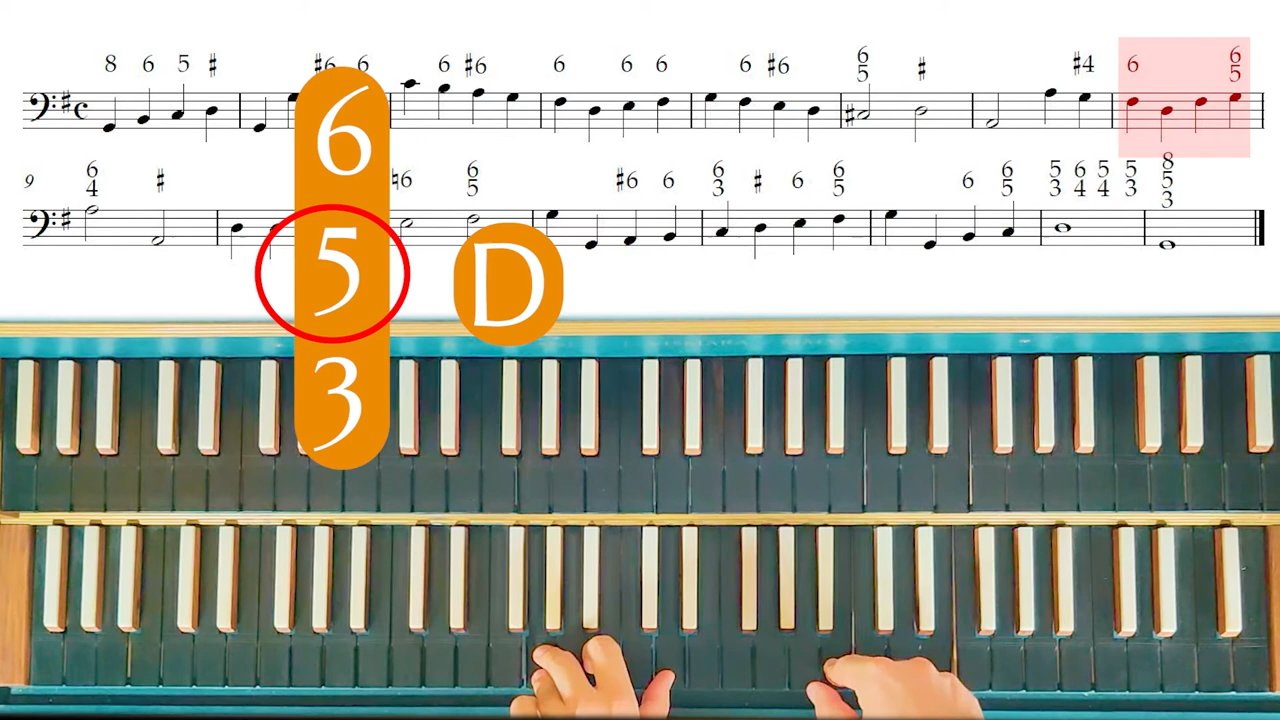 8 6 5 ♯ ♯6 6 6 ♯6 6 6 6 6 ♯6 6 5 ♯ ♯4 6 6 5
9 6 4 ♯ ♮6 6 5 ♯6 6 6 3 ♯ 6 6 5 6 6 5 5 3 6 4 5 4 5 3 8 5 3
6
5
3
D